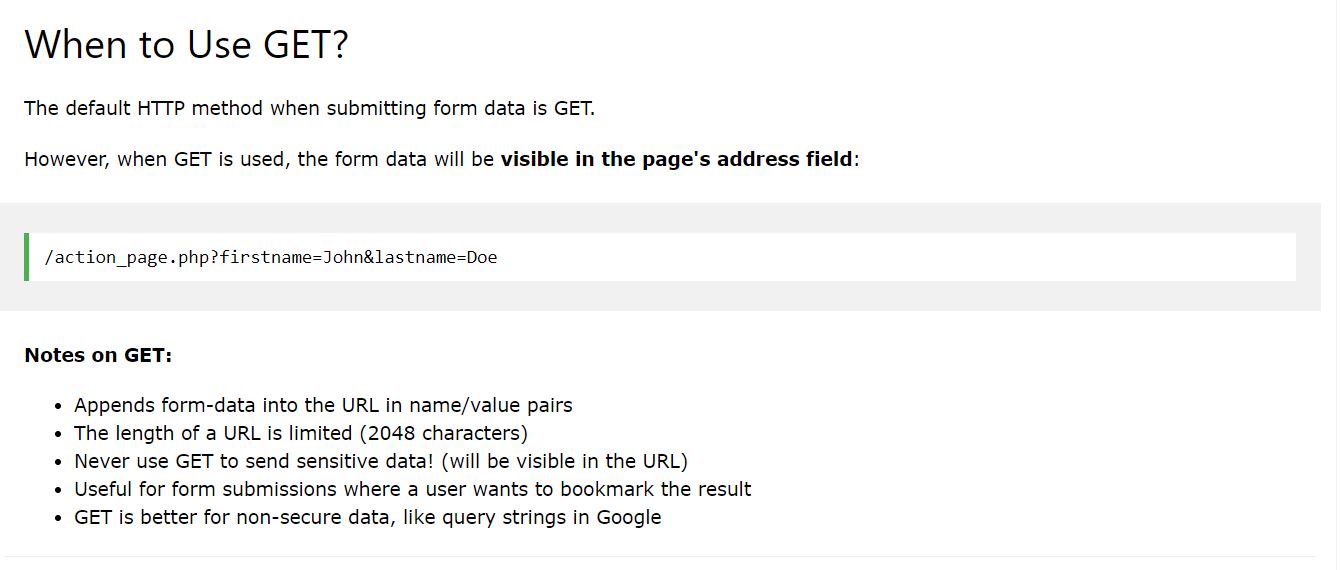 When to Use GET?
The default HTTP method when submitting form data is GET.
However, when GET is used, the form data will be visible in the page's address field:
/action_page.php?firstname=John&lastname=Doe
Notes on GET:
• Appends form-data into the URL in name/value pairs
• The length of a URL is limited (2048 characters)
• Never use GET to send sensitive data! (will be visible in the URL)
• Useful for form submissions where a user wants to bookmark the result
• GET is better for non-secure data, like query strings in Google